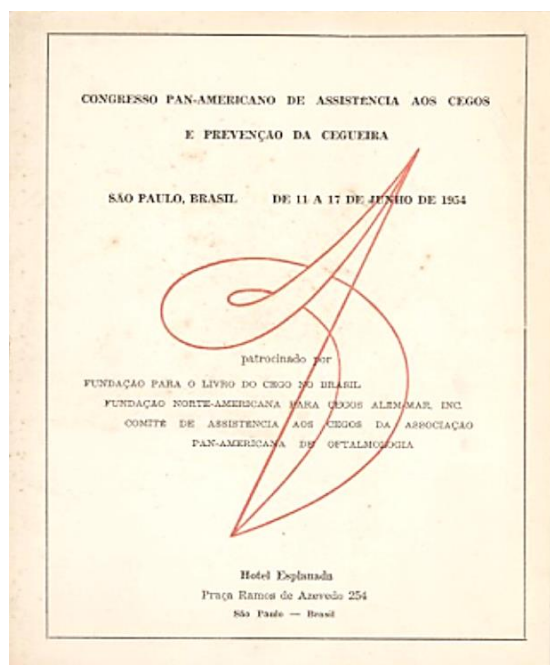 CONGRESSO PAN-AMERICANO DE ASSISTÊNCIA AOS CEGOS
E PREVENÇÃO DA CEGUEIRA
SÃO PAULO, BRASIL DE 11 A 17 DE JUNHO DE 1954
patrocinado por
FUNDAÇÃO PARA O LIVRO DO CEGO NO BRASIL
FUNDAÇÃO NORTE-AMERICANA PARA CEGOS ALÉM-MAR, INC.
COMITÊ DE ASSISTENCIA AOS CEGOS DA ASSOCIAÇÃO
PAN-AMERICANA DE OFTALMOLOGIA
Hotel Esplanada
Praça Ramos de Azevedo 254
São Paulo — Brasil